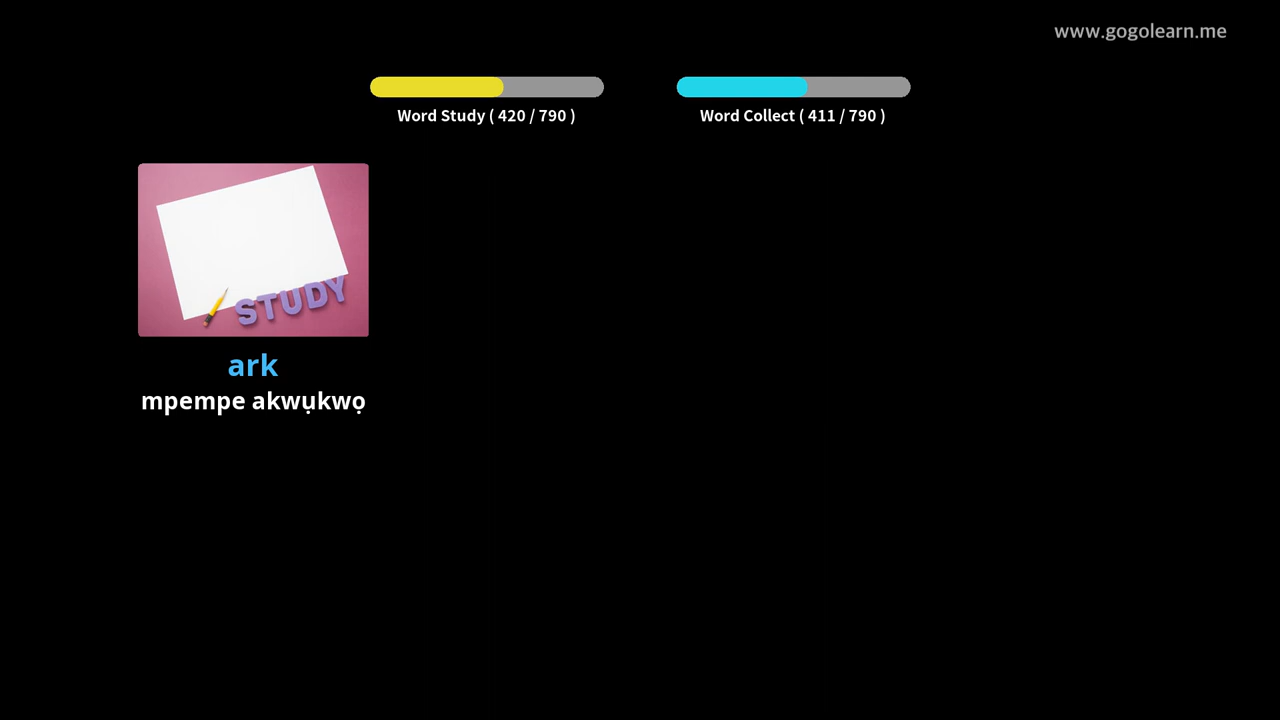 www.gogolearn.me
Word Study ( 420 / 790 )
Word Collect ( 411 / 790 )
STUDY
ark
mpempe akwụkwọ